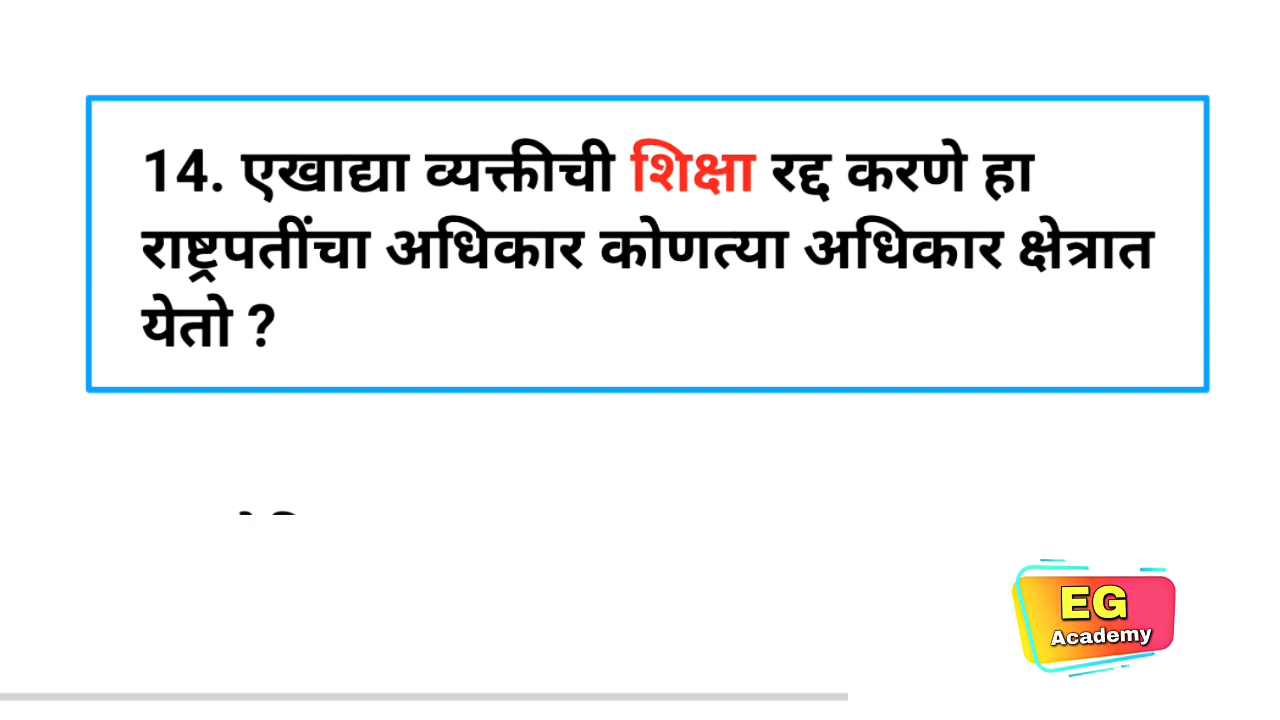 14. एखाद्या व्यक्तीची शिक्षा रद्द करणे हा
राष्ट्रपतींचा अधिकार कोणत्या अधिकार क्षेत्रात
येतो ?
EG
Academy